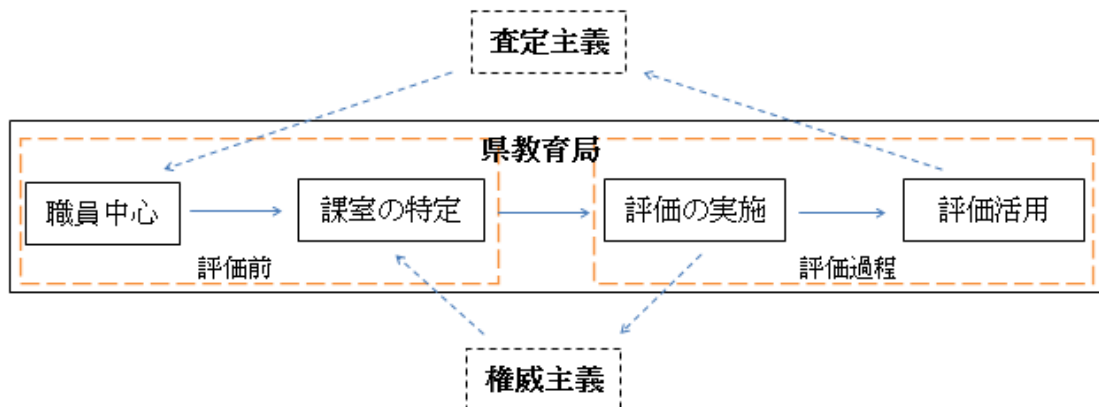 査定主義
県教育局
職員中心
課室の特定
評価の実施
評価活用
評価前
評価過程
権威主義